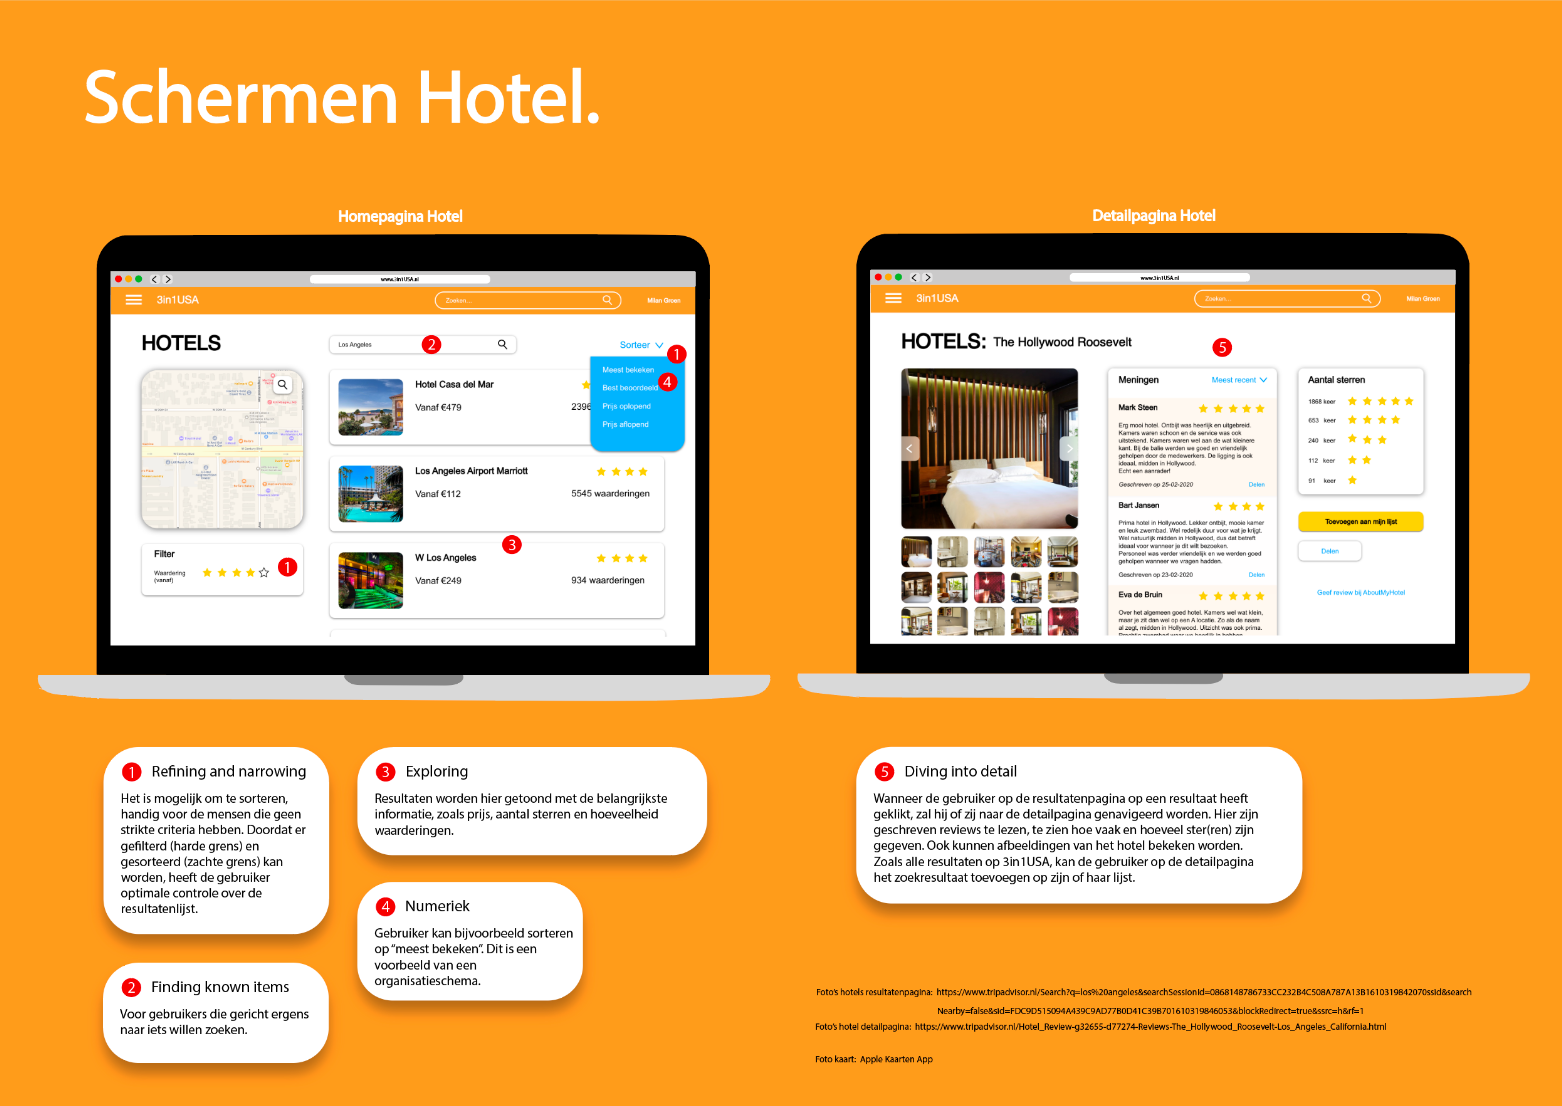 Schermen Hotel.
Homepagina Hotel
www.3in1USA.nl
3in1USA
Zoeken...
Milan Groen
HOTELS
Los Angeles
2
Sorteer
1
Meest bekeken
Best beoordeeld
4
Prijs oplopend
Prijs aflopend
Hotel Casa del Mar
Vanaf €479
2396
Los Angeles Airport Marriott
Vanaf €112
5545 waarderingen
3
W Los Angeles
Vanaf €249
934 waarderingen
Filter
Waardering
(vanaf)
1
Detailpagina Hotel
www.3in1USA.nl
3in1USA
Zoeken...
Milan Groen
HOTELS: The Hollywood Roosevelt
5
Meningen
Meest recent
Mark Steen
Erg mooi hotel. Ontbijt was heerlijk en uitgebreid.
Kamers waren schoon en de service was ook
uitstekend. Kamers waren wel aan de wat kleinere
kant. Bij de balie werden we goed en vriendelijk
geholpen door de medewerkers. De ligging is ook
ideaal, midden in Hollywood.
Echt een aanrader!
Geschreven op 25-02-2020
Delen
Bart Jansen
Prima hotel in Hollywood. Lekker ontbijt, mooie kamer
en leuk zwembad. Wel redelijk duur voor wat je krijgt.
Wel natuurlijk midden in Hollywood, dus dat betreft
ideaal voor wanneer je dit wilt bezoeken.
Personeel was verder vriendelijk en we werden goed
geholpen wanneer we vragen hadden.
Geschreven op 23-02-2020
Delen
Eva de Bruin
Over het algemeen goed hotel. Kamers wel wat klein,
maar je zit dan wel op een A locatie. Zo als de naam
al zegt, midden in Hollywood. Uitzicht was ook prima.
Aantal sterren
1868 keer
653 keer
240 keer
112 keer
91 keer
Toevoegen aan mijn lijst
Delen
Geef review bij AboutMyHotel
1 Refining and narrowing
Het is mogelijk om te sorteren,
handig voor de mensen die geen
strikte criteria hebben. Doordat er
gefilterd (harde grens) en
gesorteerd (zachte grens) kan
worden, heeft de gebruiker
optimale controle over de
resultatenlijst.
2 Finding known items
Voor gebruikers die gericht ergens
naar iets willen zoeken.
3 Exploring
Resultaten worden hier getoond met de belangrijkste
informatie, zoals prijs, aantal sterren en hoeveelheid
waarderingen.
4 Numeriek
Gebruiker kan bijvoorbeeld sorteren
op “meest bekeken”. Dit is een
voorbeeld van een
organisatieschema.
5 Diving into detail
Wanneer de gebruiker op de resultatenpagina op een resultaat heeft
geklikt, zal hij of zij naar de detailpagina genavigeerd worden. Hier zijn
geschreven reviews te lezen, te zien hoe vaak en hoeveel ster(ren) zijn
gegeven. Ook kunnen afbeeldingen van het hotel bekeken worden.
Zoals alle resultaten op 3in1USA, kan de gebruiker op de detailpagina
het zoekresultaat toevoegen op zijn of haar lijst.
Foto's hotels resultatenpagina: https://www.tripadvisor.nl/Search?q=los%20angeles&searchSessionId=0868148786733CC232B4C508A787A13B1610319842070ssid&search
Nearby=false&sid=FDC9D515094A439C9AD77B0D41C39B701610319846053&blockRedirect=true&ssrc=h&rf=1
Foto's hotel detailpagina: https://www.tripadvisor.nl/Hotel_Review-g32655-d77274-Reviews-The_Hollywood_Roosevelt-Los_Angeles_California.html
Foto kaart: Apple Kaarten App